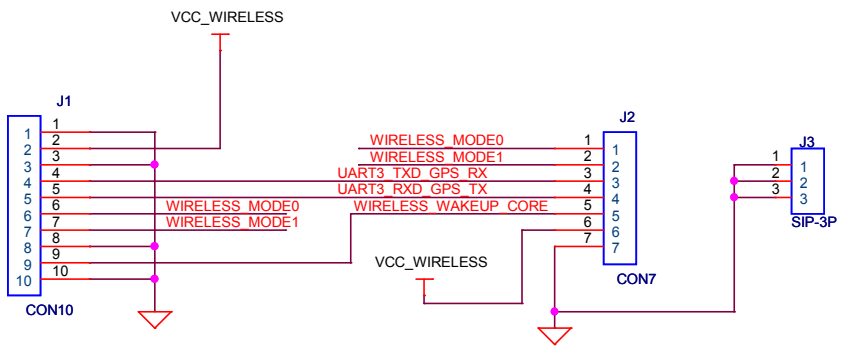 VCC_WIRELESS
J1
1
2
3
4
5
6
7
8
9
10
1
2
3
4
5
6
7
8
9
10
CON10
WIRELESS_MODE0
WIRELESS_MODE1
WIRELESS_MODE0
WIRELESS_MODE1
UART3_TXD_GPS_RX
UART3_RXD_GPS_TX
WIRELESS_WAKEUP_CORE
VCC_WIRELESS
J2
1
2
3
4
5
6
7
1
2
3
4
5
6
7
CON7
J3
1
2
3
1
2
3
SIP-3P